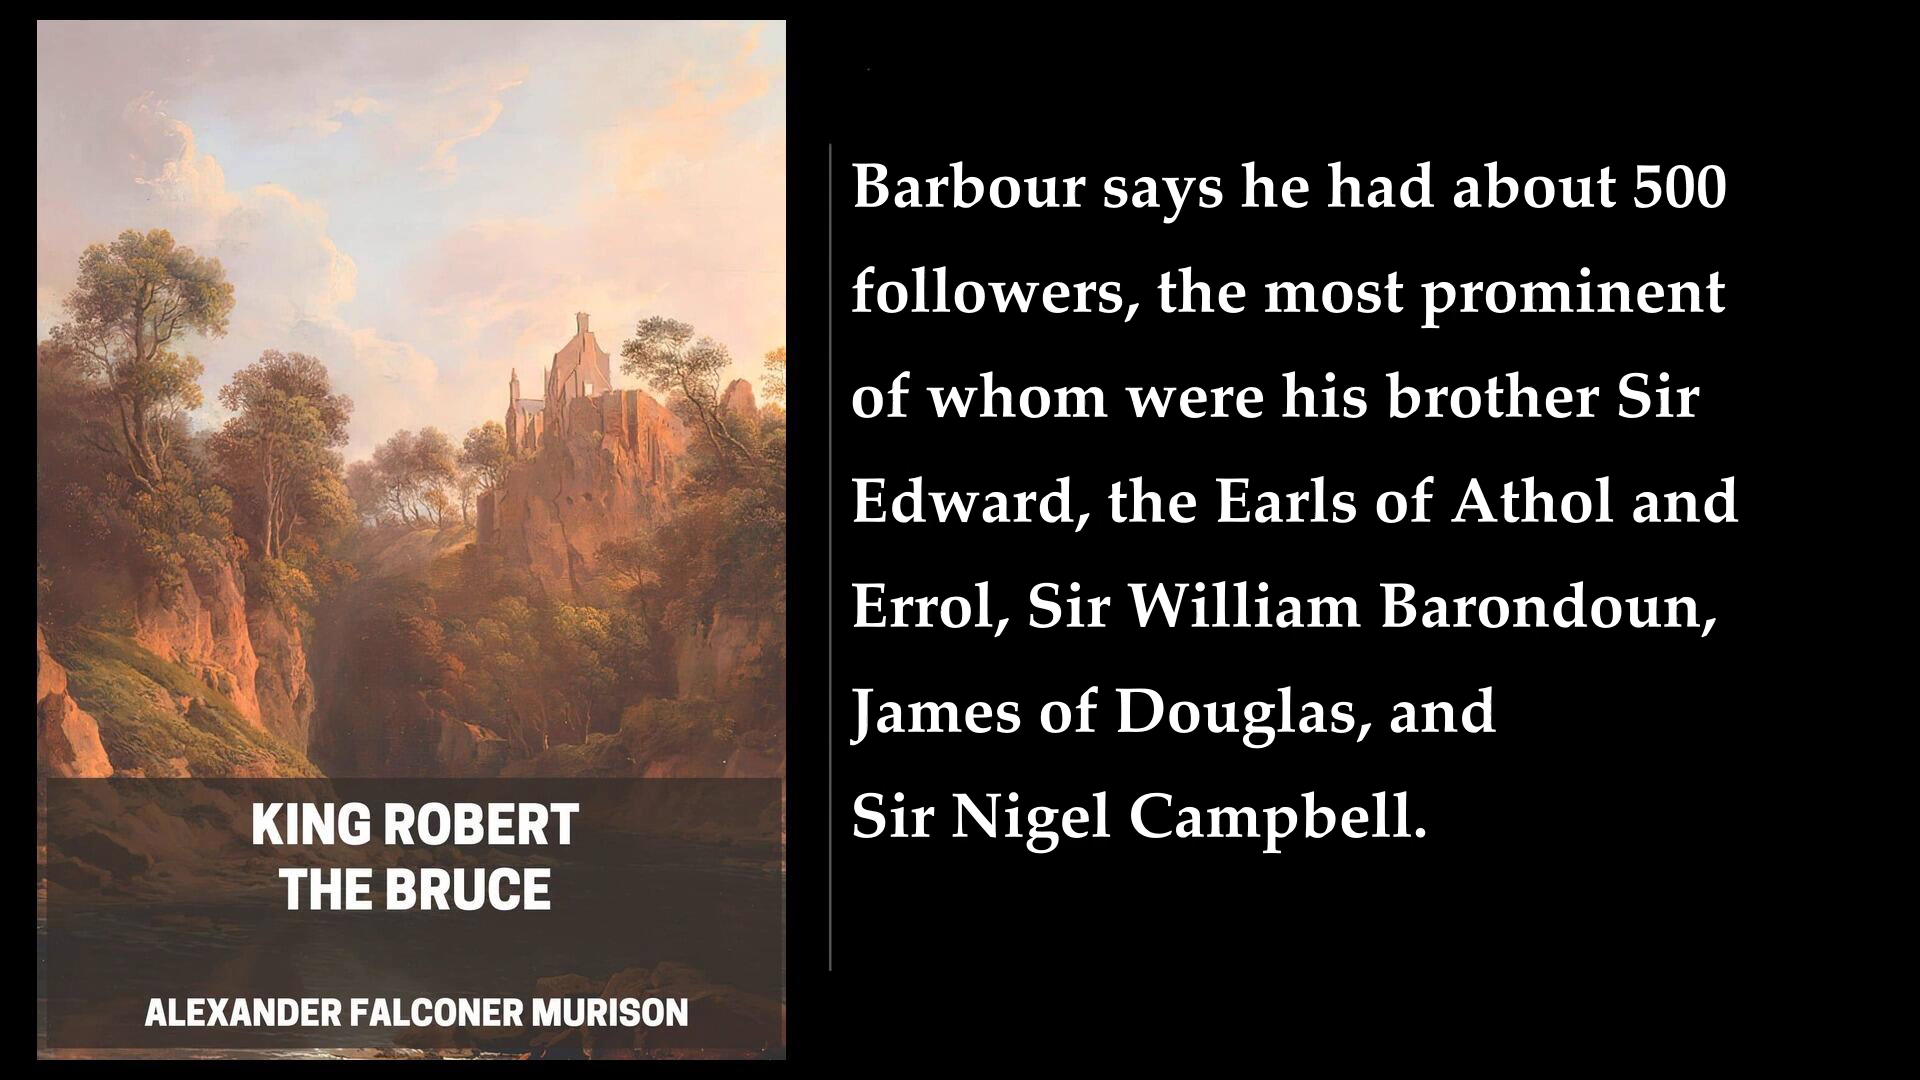 KING ROBERT
THE BRUCE
ALEXANDER FALCONER MURISON
Barbour says he had about 500
followers, the most prominent
of whom were his brother Sir
Edward, the Earls of Athol and
Errol, Sir William Barondoun,
James of Douglas, and
Sir Nigel Campbell.